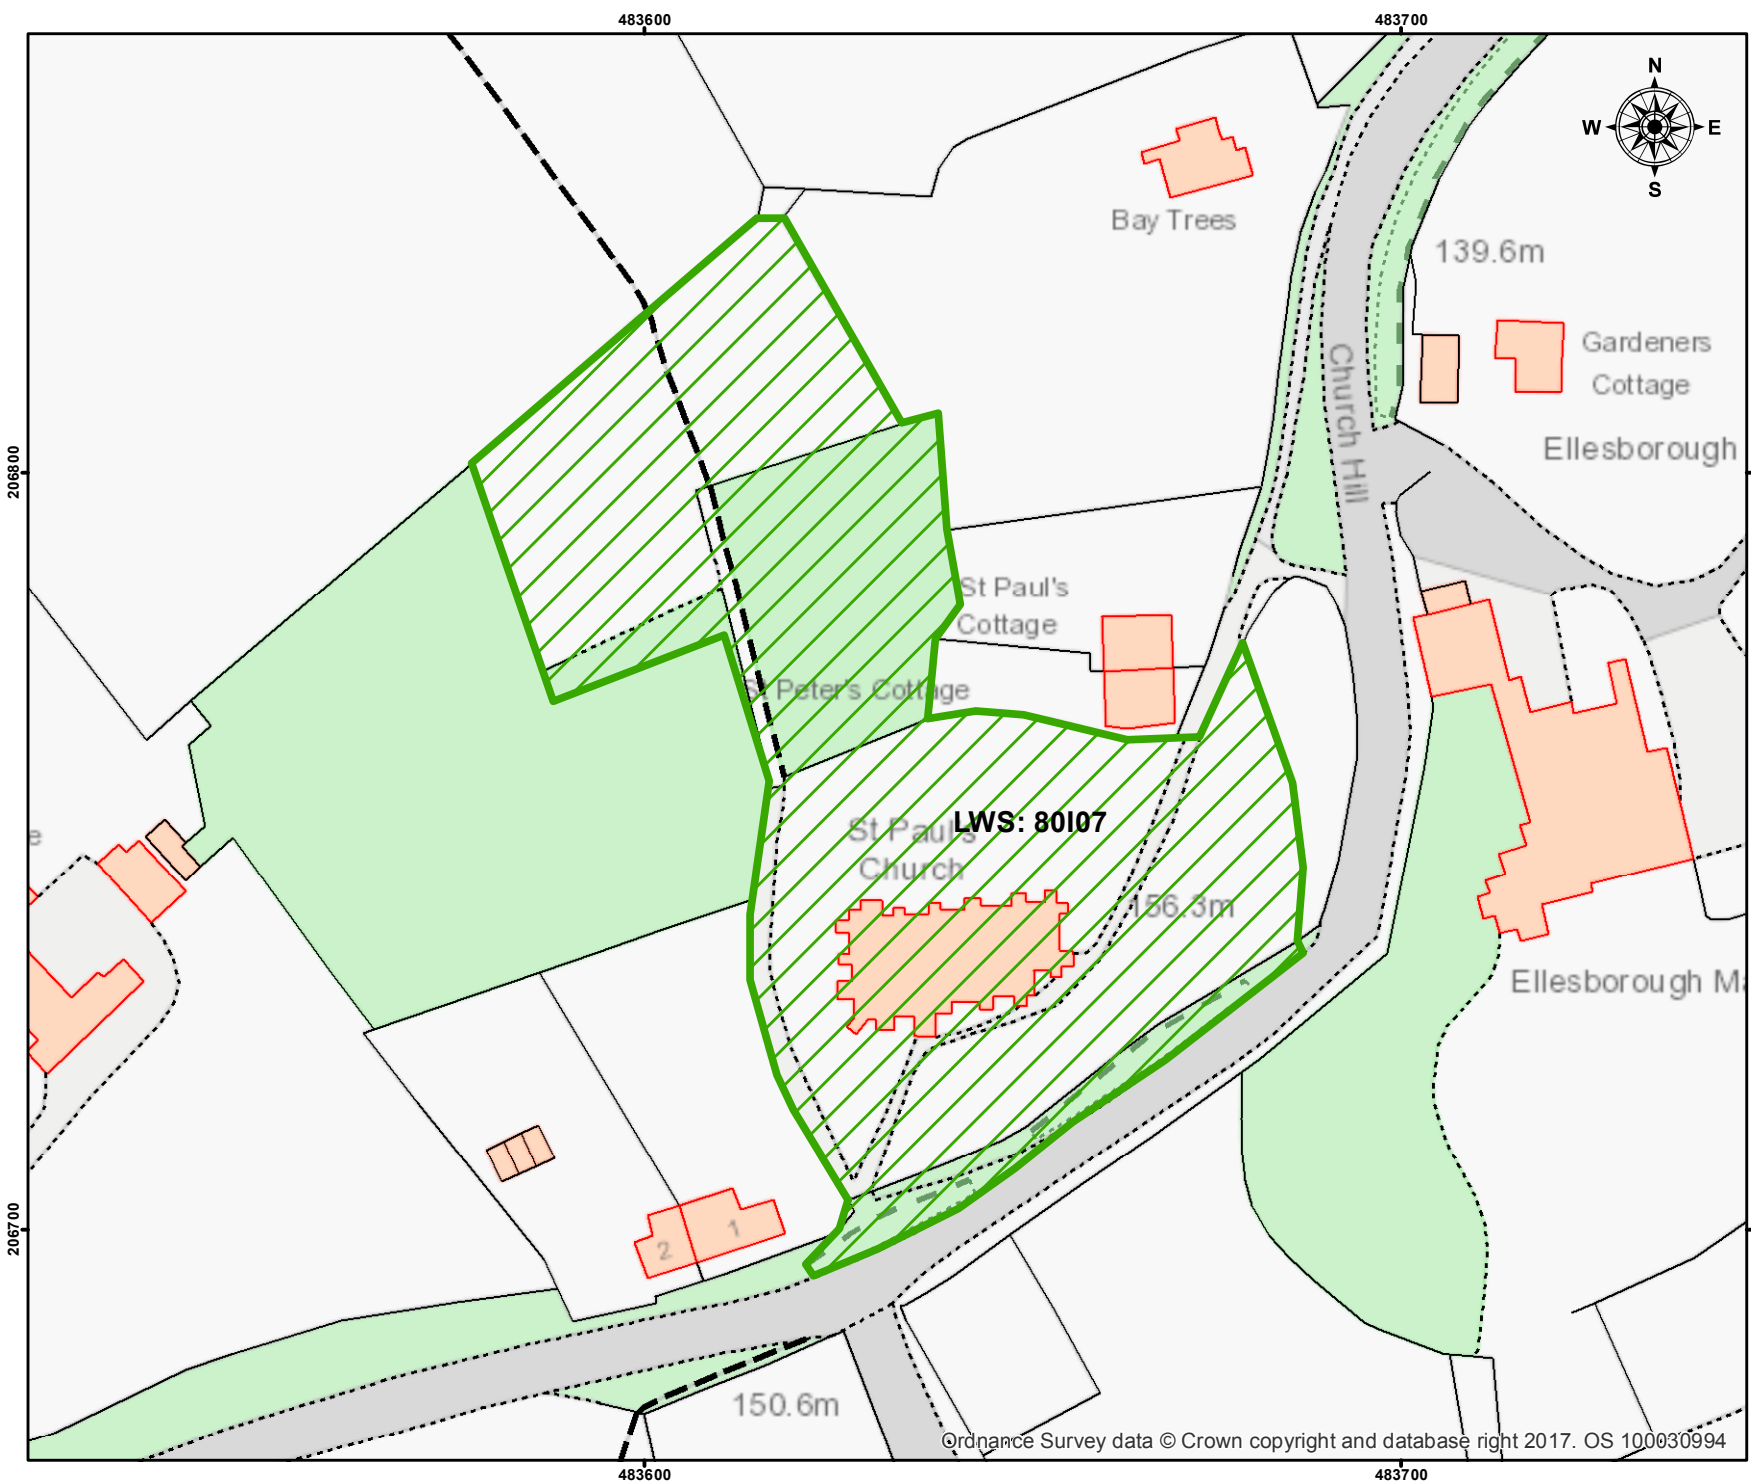 483600
483700
N
W E
S
Bay Trees
139.6m
Gardeners
Cottage
Church Hill
Ellesborough
206800
St Paul's
Cottage
St Peter's Cottage
LWS: 80I07
St Paul's
Church
156.3m
e
Ellesborough Ma
206700
1
2
150.6m
Ordnance Survey data © Crown copyright and database right 2017. OS 100030994
483600
483700